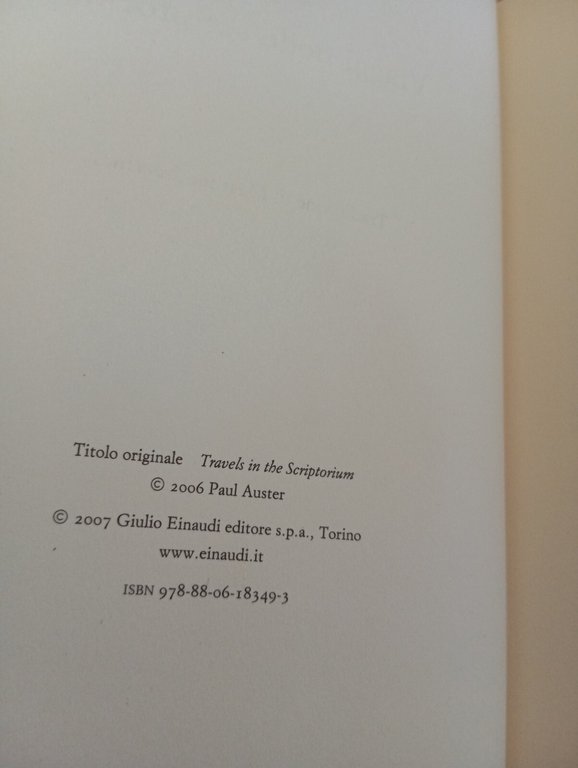 Titolo originale Travels in the Scriptorium
© 2006 Paul Auster
© 2007 Giulio Einaudi editore s.p.a., Torino
www.einaudi.it
ISBN 978-88-06-18349-3